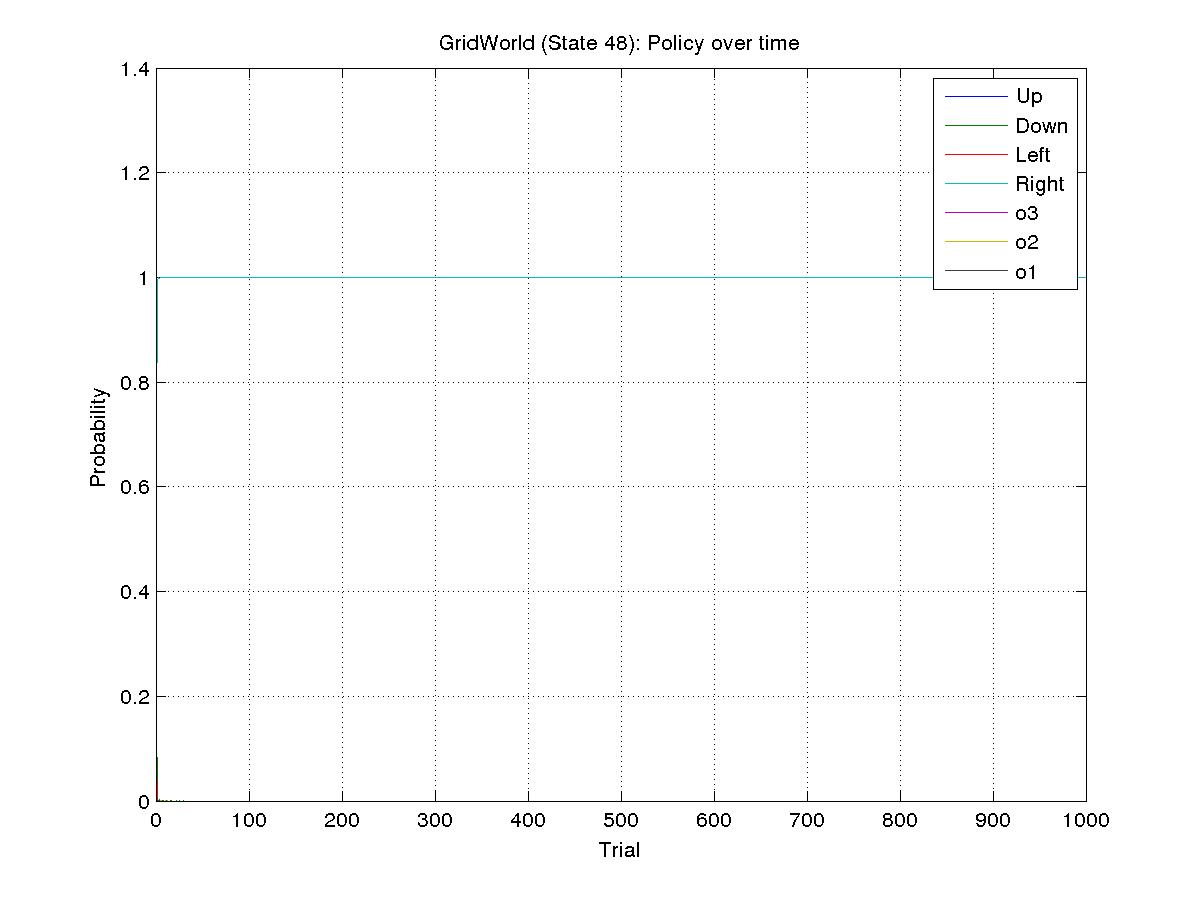 GridWorld (State 48): Policy over time
1.4
1.2
1
0.8
0.6
0.4
0.2
0
Probability
Up
Down
Left
Right
o3
o2
o1
0 100 200 300 400 500 600 700 800 900 1000
Trial